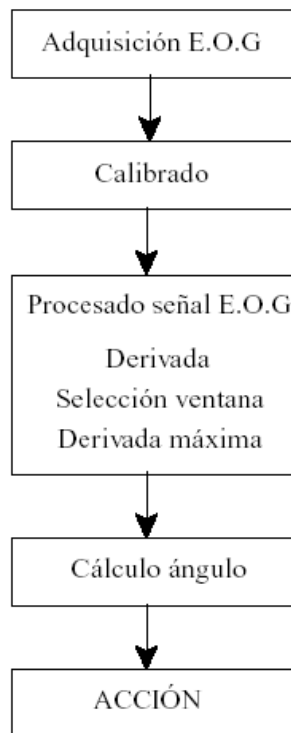 Adquisición E.O.G
Calibrado
Procesado señal E.O.G
Derivada
Selección ventana
Derivada máxima
Cálculo ángulo
ACCIÓN